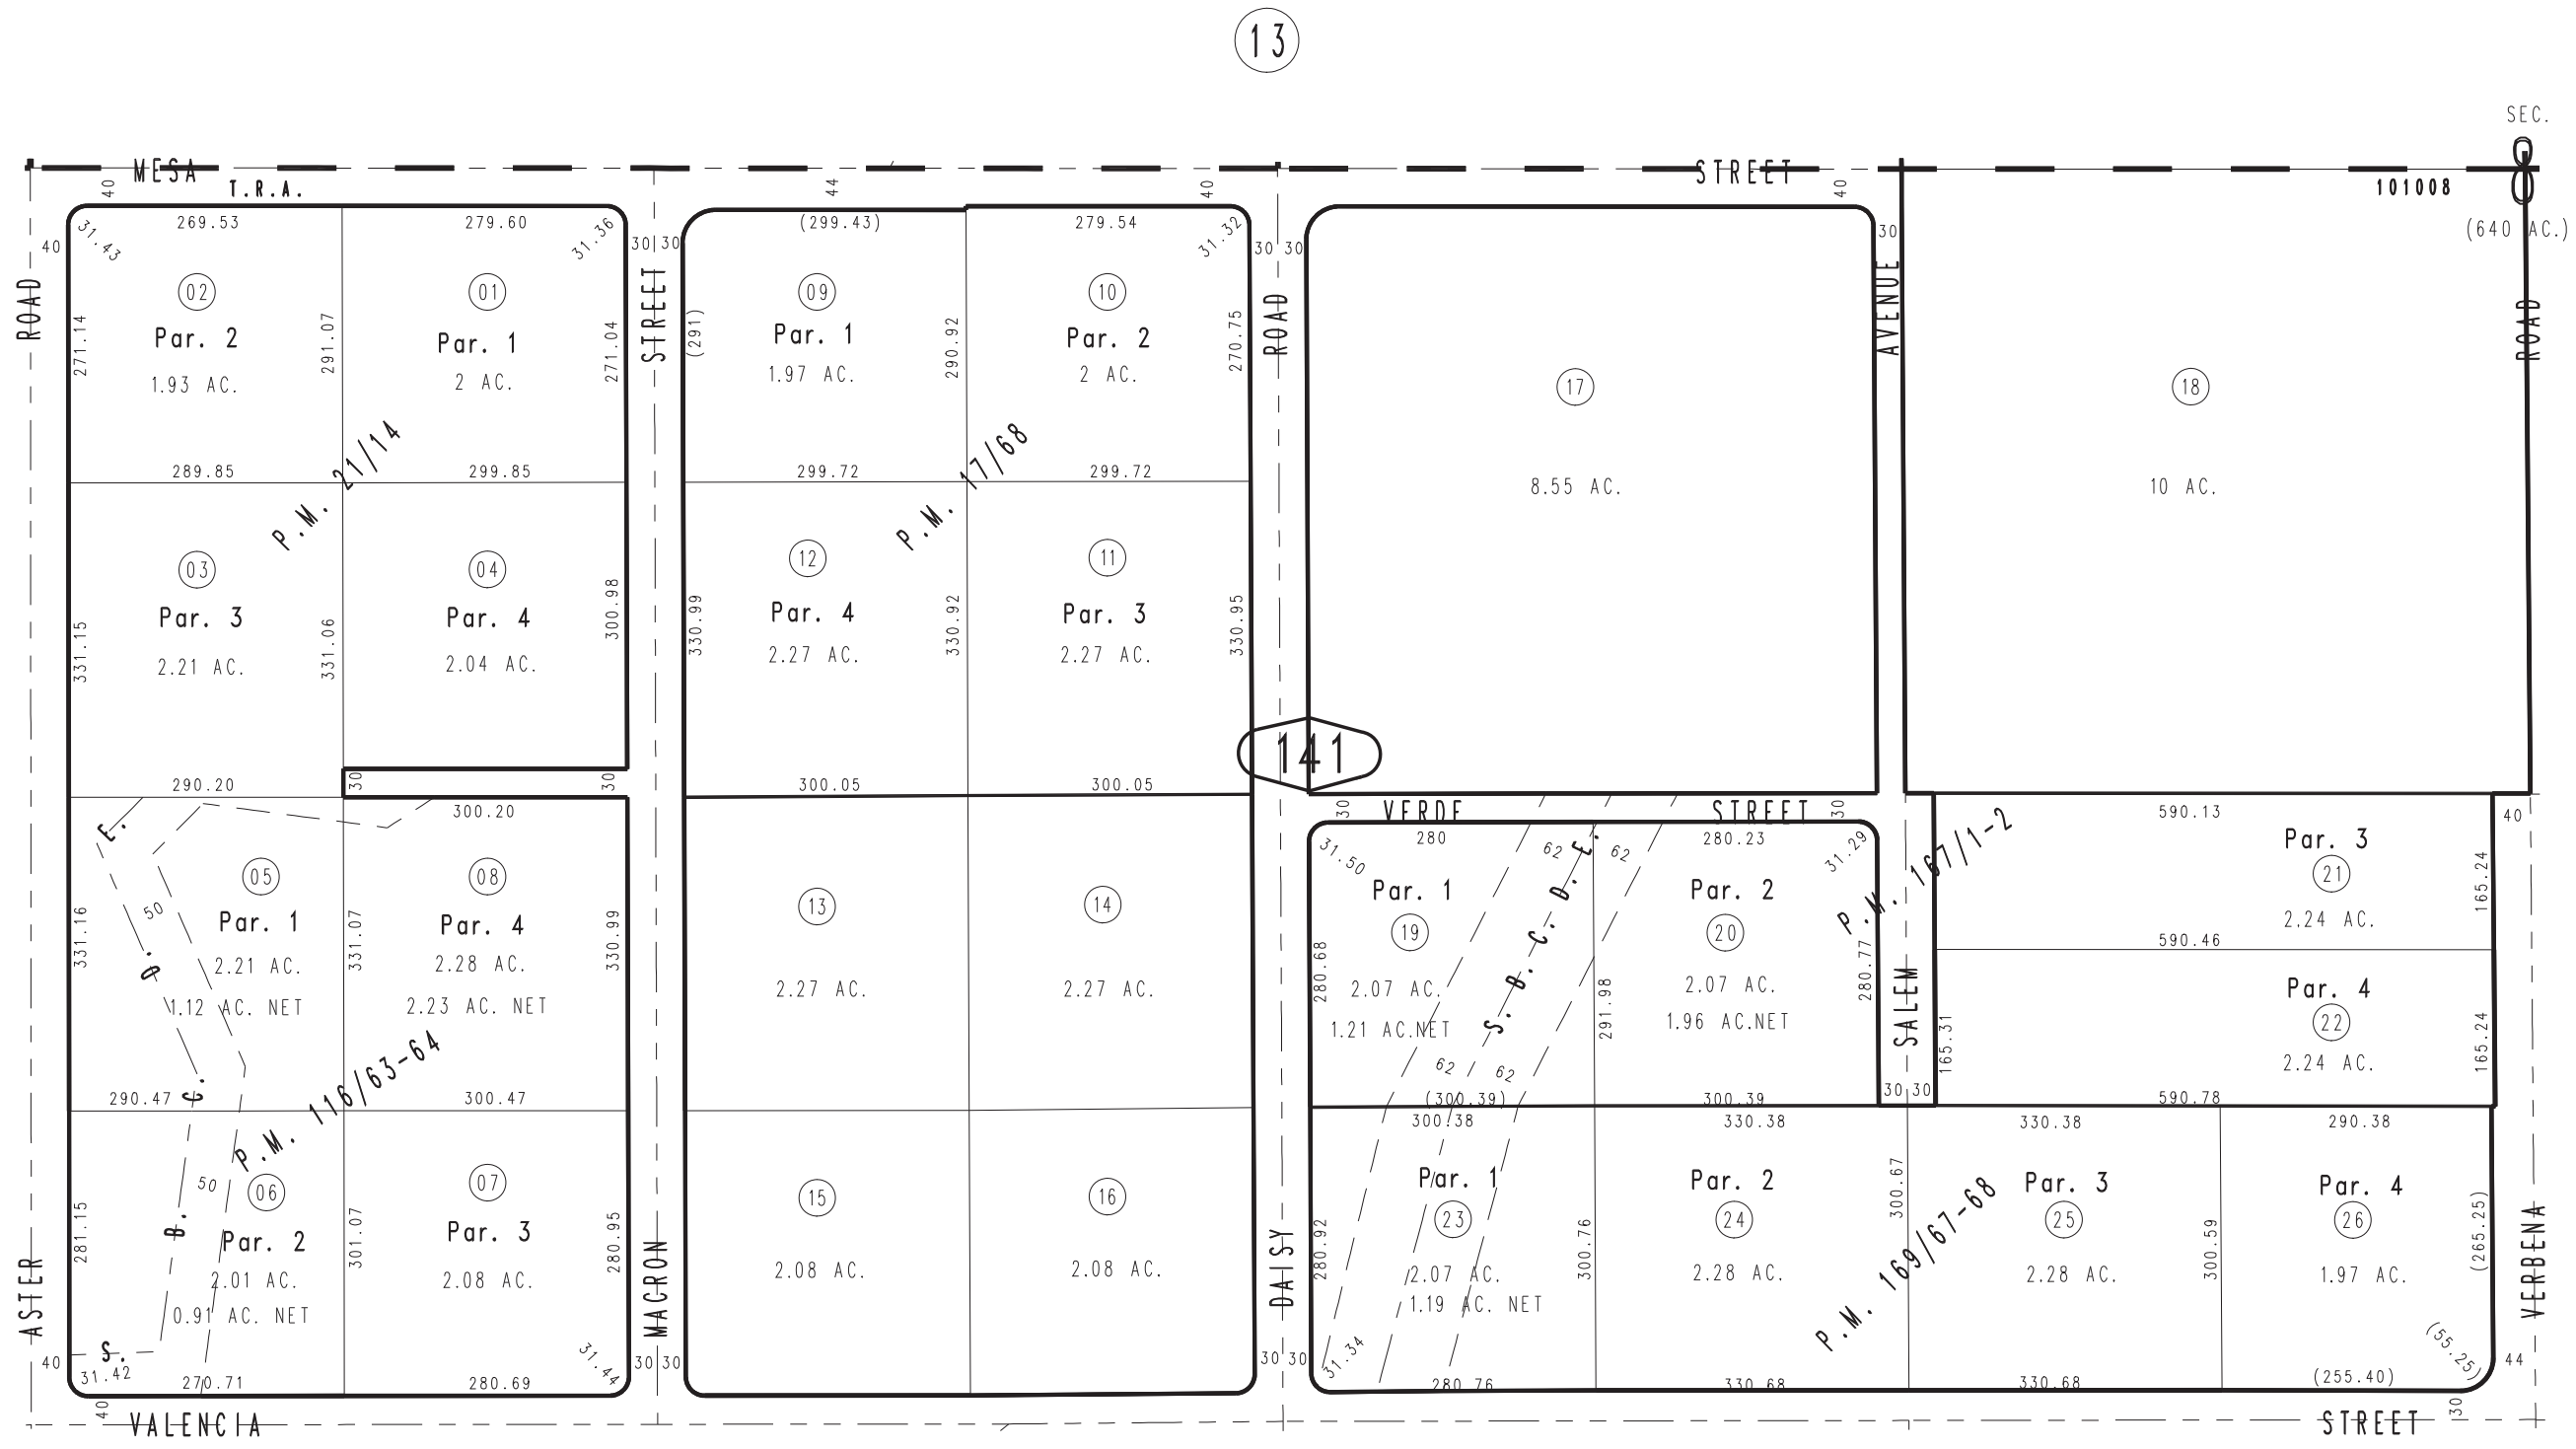 13
SEC.
MESA
STREET
T.R.A.
101008
8
(640 AC.)
40
44
40
40
31.43
269.53
279.60
31.36
40
30
30
(299.43)
279.54
31.32
30
30
30
ROAD
STREET
ROAD
AVENUE
ROAD
271.14
02
Par. 2
1.93 AC.
291.07
01
Par. 1
2 AC.
271.04
(291)
09
Par. 1
1.97 AC.
290.92
10
Par. 2
2 AC.
270.75
17
8.55 AC.
18
10 AC.
P.M. 21/14
P.M. 17/68
289.85
299.85
299.72
299.72
331.15
03
Par. 3
2.21 AC.
331.06
04
Par. 4
2.04 AC.
300.98
330.99
12
Par. 4
2.27 AC.
330.92
11
Par. 3
2.27 AC.
330.95
141
290.20
30
30
300.20
300.05
300.05
30
VERDE
STREET
30
590.13
40
31.50
280
62
62
280.23
31.29
P.M. 167/1-2
Par. 3
21
2.24 AC.
165.24
331.16
50
05
Par. 1
2.21 AC.
1.12 AC. NET
331.07
08
Par. 4
2.28 AC.
2.23 AC. NET
330.99
13
2.27 AC.
14
2.27 AC.
280.68
Par. 1
19
2.07 AC.
1.21 AC.NET
S. B. C. D. E.
291.98
Par. 2
20
2.07 AC.
1.96 AC.NET
280.77
SALEM
590.46
165.31
Par. 4
22
2.24 AC.
165.24
62
62
30
30
P.M. 116/63-64
290.47
300.47
(300.39)
300.39
590.78
300.38
330.38
330.38
290.38
281.15
50
06
Par. 2
2.01 AC.
0.91 AC. NET
S. B. C. D. E.
301.07
07
Par. 3
2.08 AC.
280.95
15
2.08 AC.
16
2.08 AC.
280.92
Par. 1
23
2.07 AC.
1.19 AC. NET
300.76
Par. 2
24
2.28 AC.
300.67
P.M. 169/67-68
Par. 3
25
2.28 AC.
300.59
Par. 4
26
1.97 AC.
(265.25)
ASTER
MACRON
DAISY
VERBENA
40
31.42
270.71
280.69
31.44
30
30
30
30
31.34
280.76
330.68
330.68
(255.40)
(55.25)
44
40
30
VALENCIA
STREET